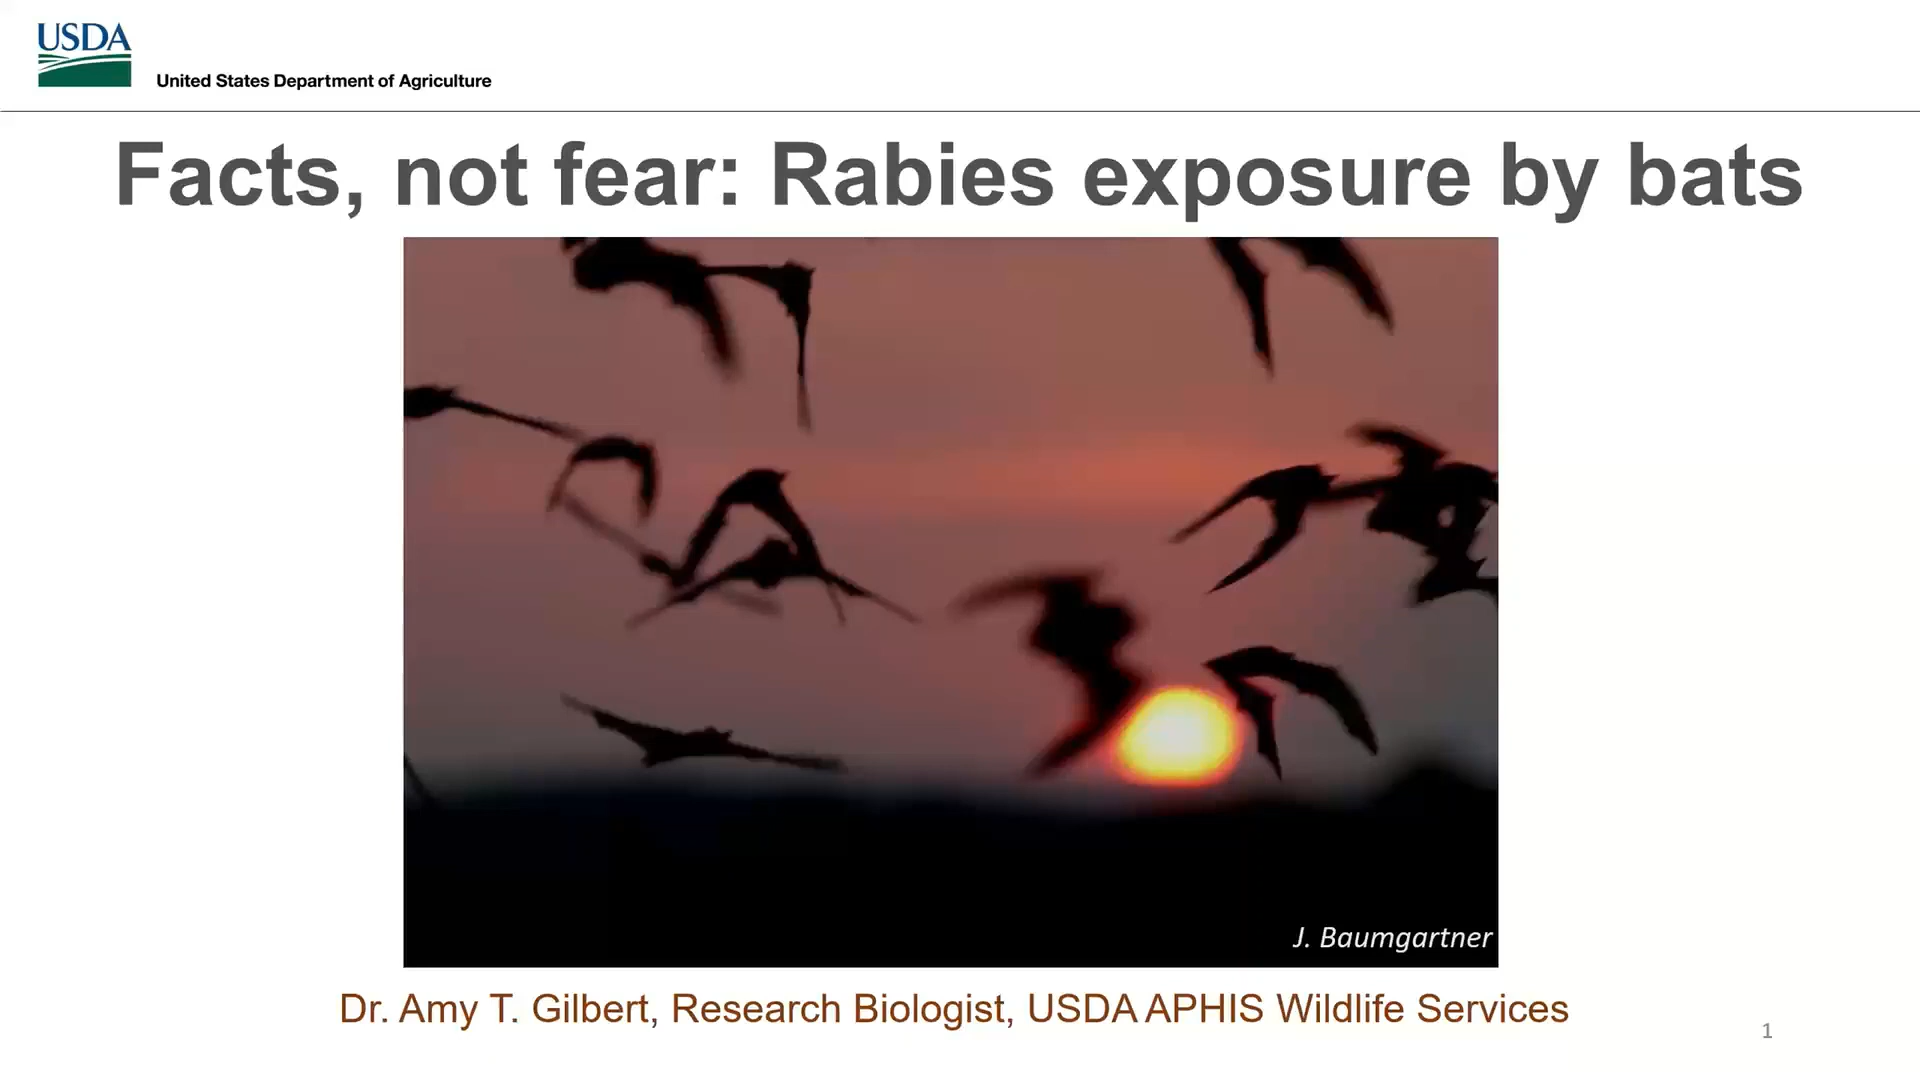 USDA
United States Department of Agriculture
Facts, not fear: Rabies exposure by bats
J. Baumgartner
Dr. Amy T. Gilbert, Research Biologist, USDA APHIS Wildlife Services
1